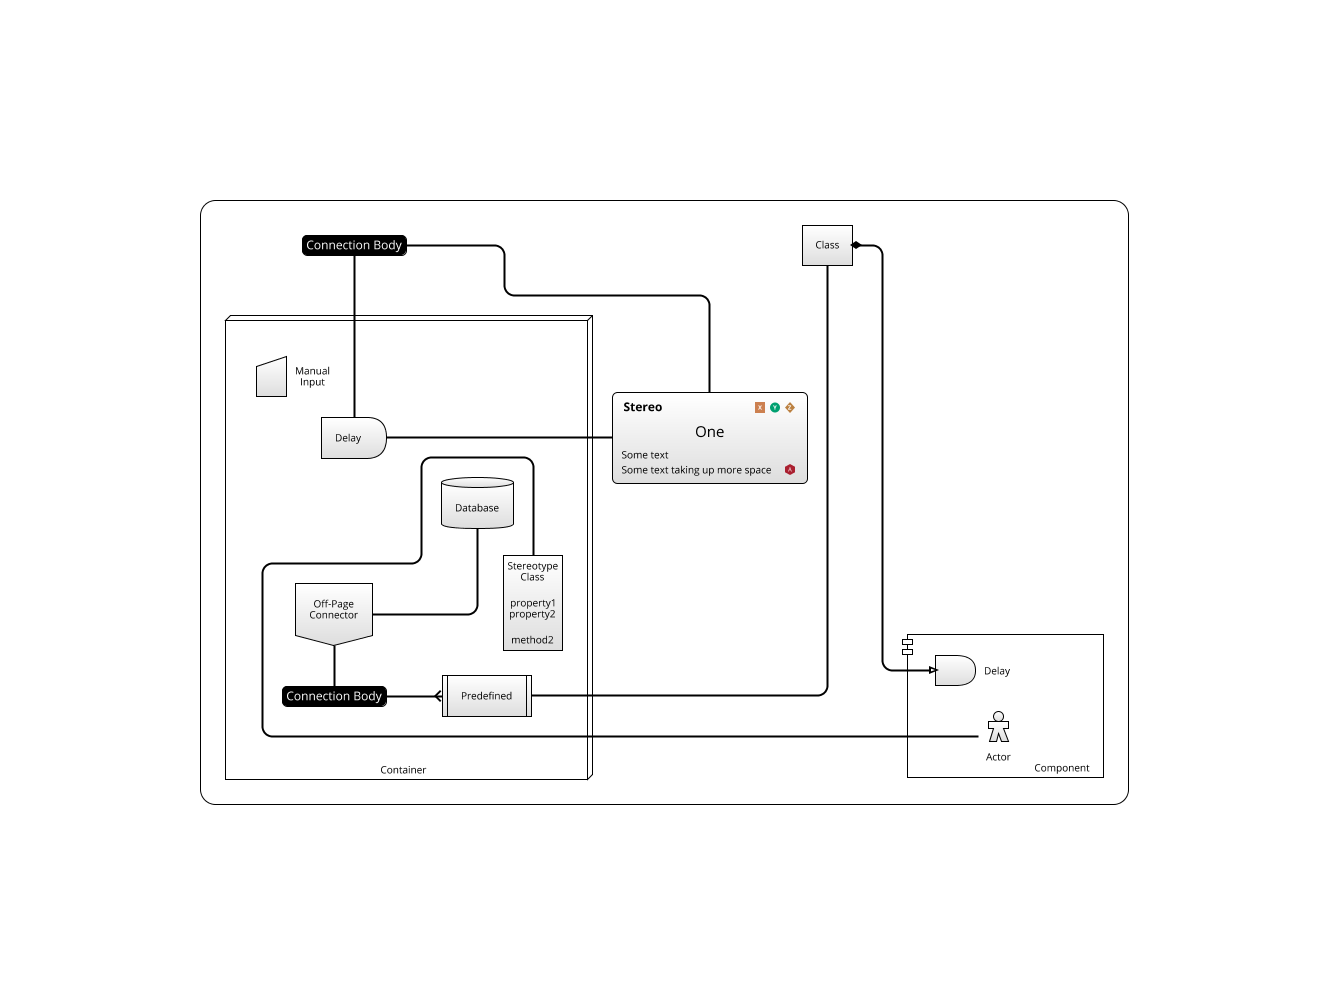 Connection Body
Class
Manual
Input
Stereo
X
Y
Z
One
Delay
Some text
Some text taking up more space
A
Database
Stereotype
Class
property1
property2
method2
Off-Page
Connector
Connection Body
Predefined
Delay
Actor
Component
Container